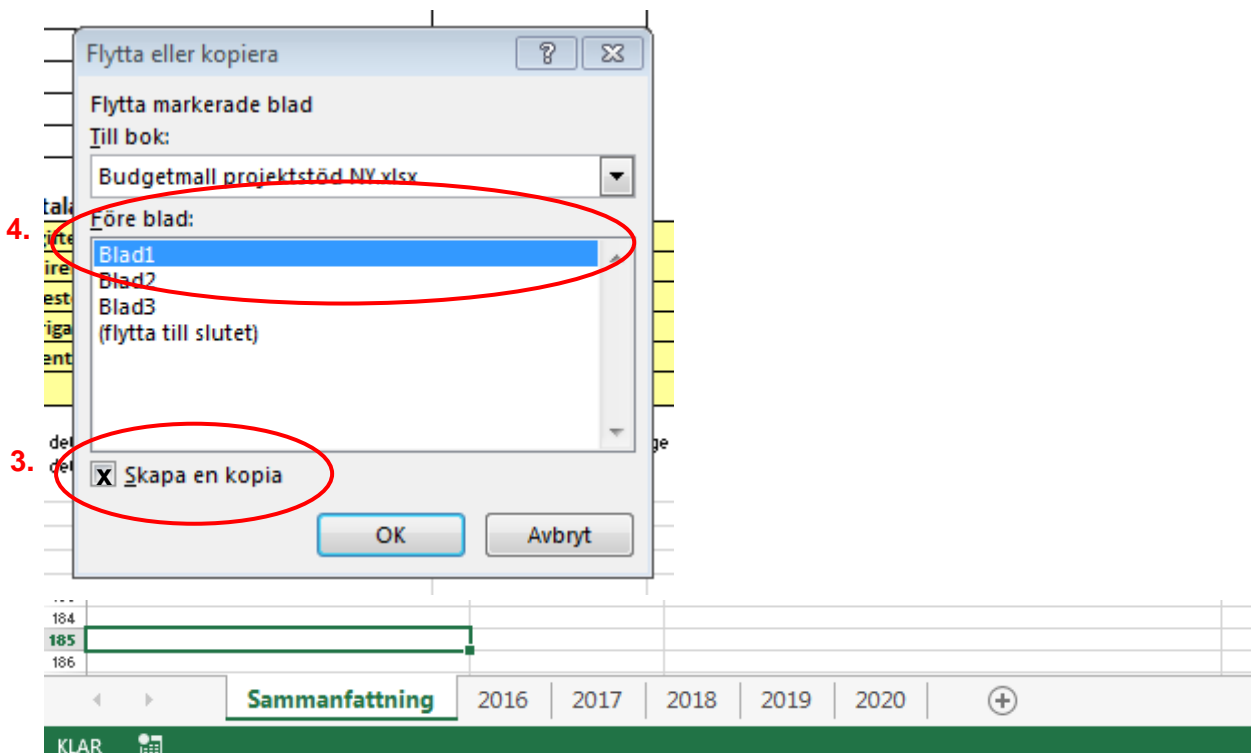 Flytta eller kopiera
Flytta markerade blad
Till bok:
Budgetmall projektstöd NY.xlsx
4.
Före blad:
Blad1
Blad2
Blad3
(flytta till slutet)
3.
x Skapa en kopia
OK Avbryt
184
185
186
Sammanfattning 2016 2017 2018 2019 2020
KLAR